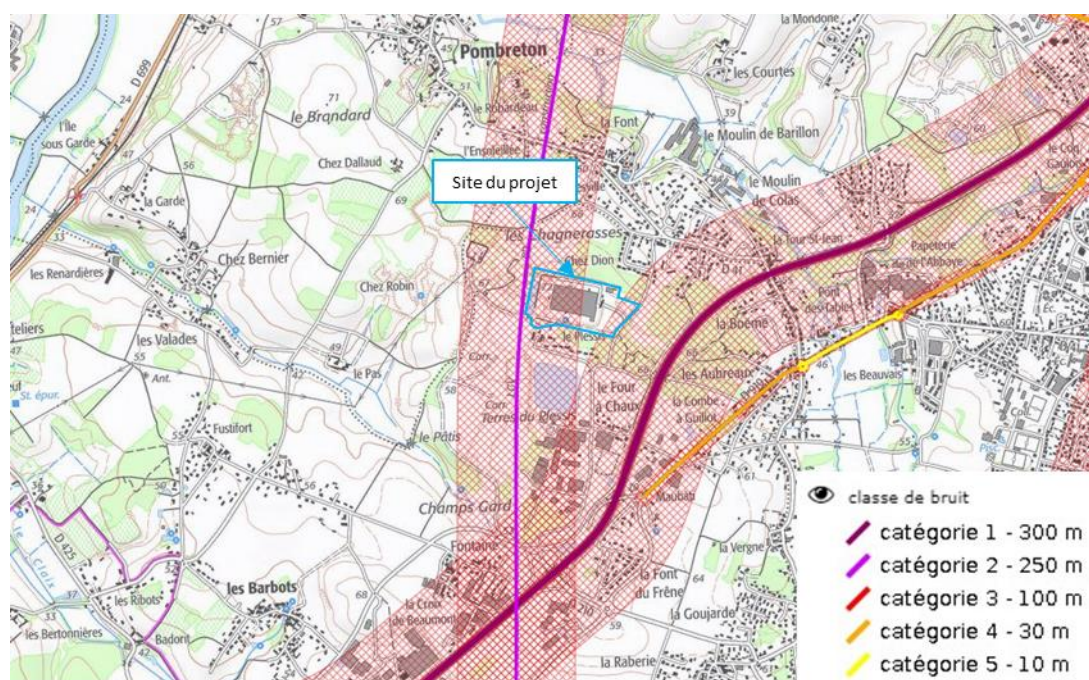 la Mondone
Pombreton
D 699
les Courtes
le Robardeau
le Brandard
la Font
l'Île
sous Garde
l'Ensoleillée
le Moulin de Barillon
Chez Dallaud
Site du projet
le Moulin
de Colas
la Garde
les Chagnerasses
la Tour St-Jean
Chez Dion
D 41
Papeterie
de l'Abbaye
les Renardières
Chez Bernier
Chez Robin
le Plessis
la Boëme
les Valades
Carr.
les Aubreaux
les Beauvais
le Pas
Ant.
le Four
à Chaux
la Combe
à Guillot
St. épur.
Carr.
Terres du Plessis
Fustifort
le Pâtis
Maubati
Champs Gard
classe de bruit
catégorie 1 - 300 m
D 425
Fontaine
la Vergne
catégorie 2 - 250 m
les Barbots
la Font
du Frêne
catégorie 3 - 100 m
les Ribots
la Croix
de Beaumont
la Goujarde
catégorie 4 - 30 m
les Bertonnières
Badorit
la Raberie
catégorie 5 - 10 m